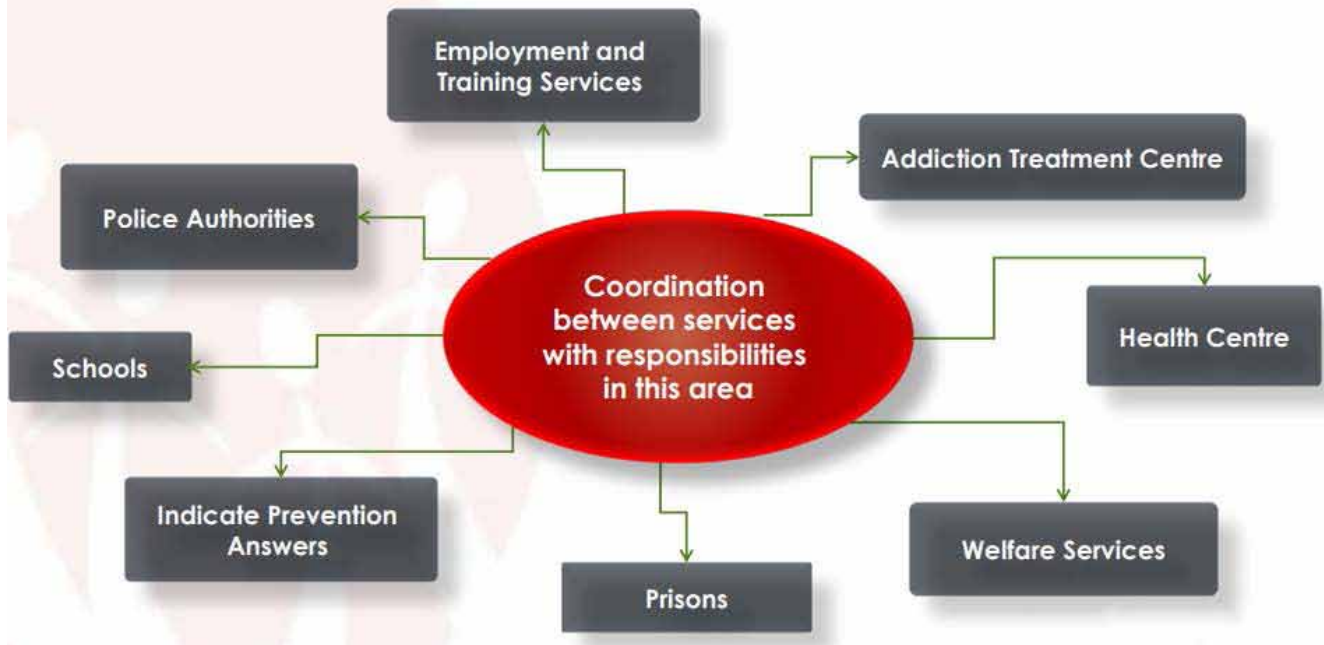 Employment and
Training Services
Addiction Treatment Centre
Police Authorities
Coordination
between services
with responsibilities
in this area
Health Centre
Schools
Indicate Prevention
Answers
Welfare Services
Prisons